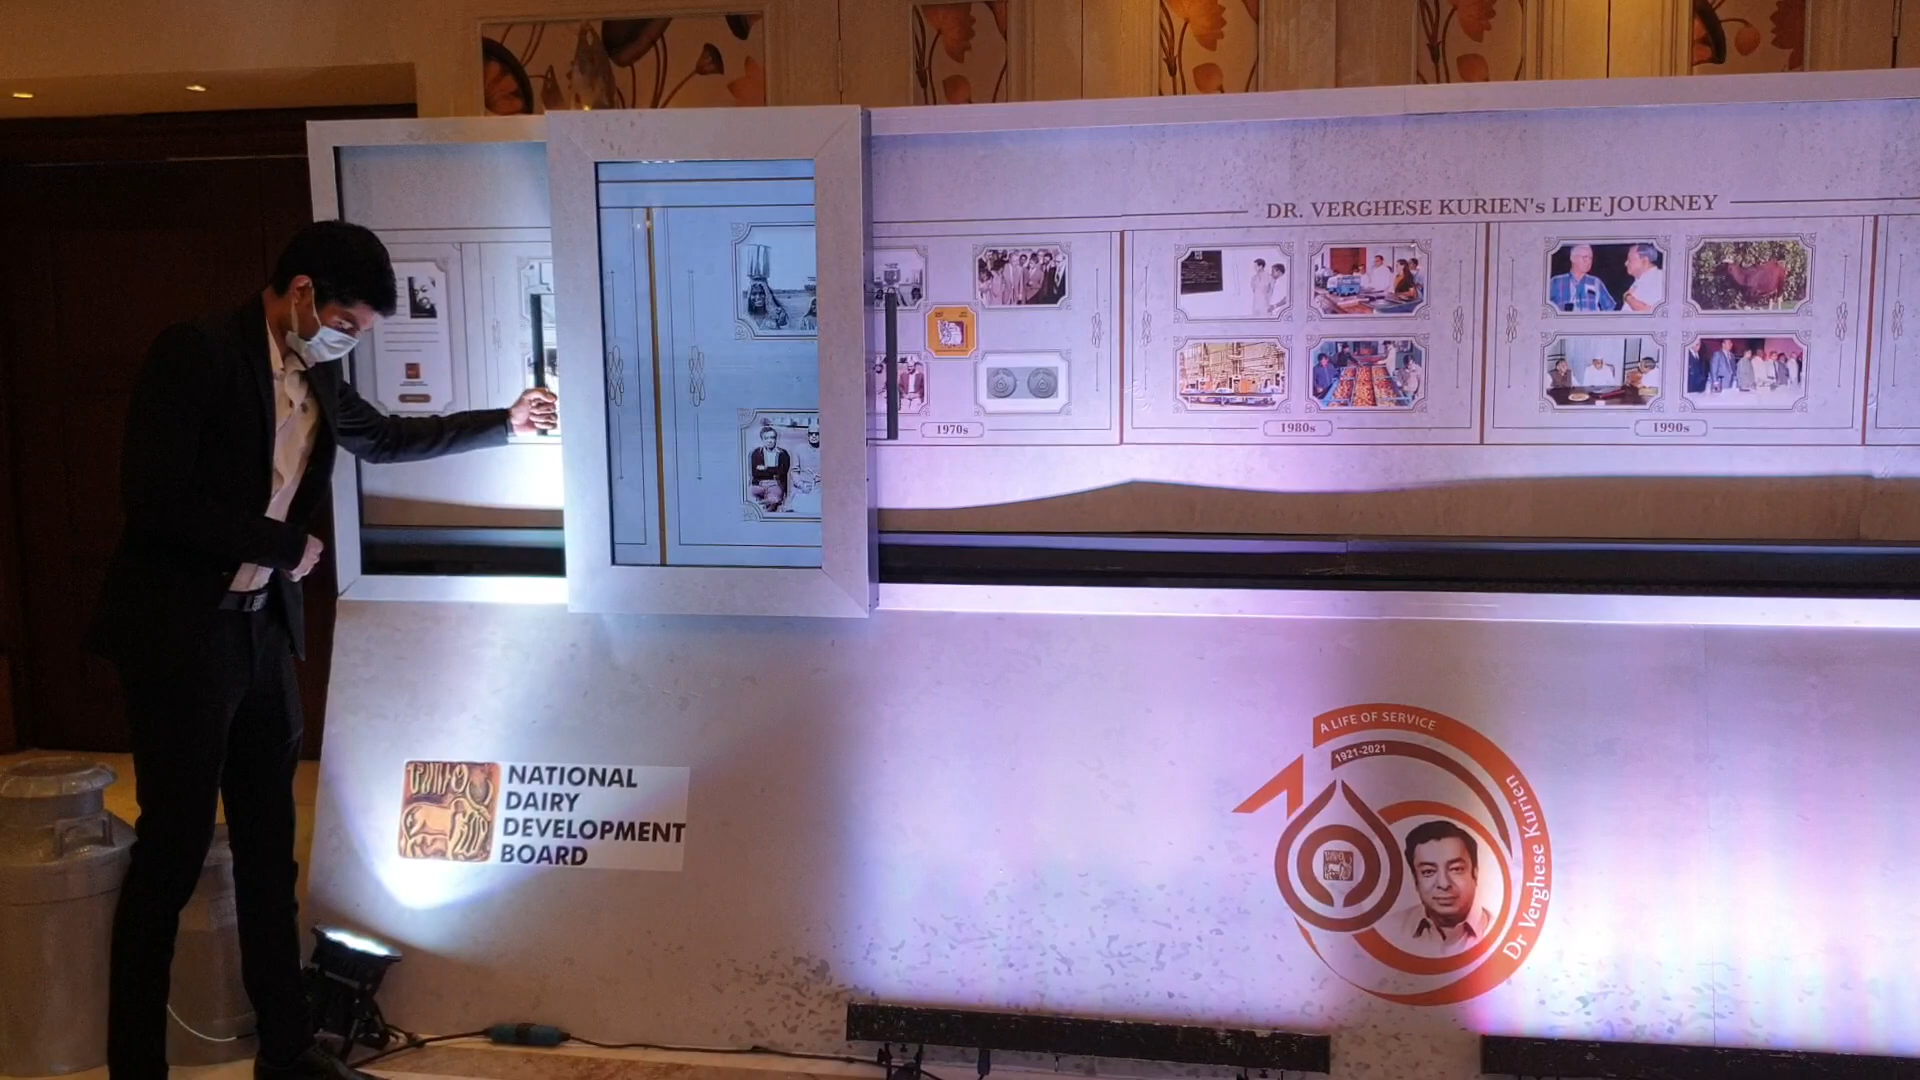 DR. VERGHESE KURIEN's LIFE JOURNEY
1970s
1980s
1990s
NATIONAL
DAIRY
DEVELOPMENT
BOARD
A LIFE OF SERVICE
1921-2021
Dr Verghese Kurien